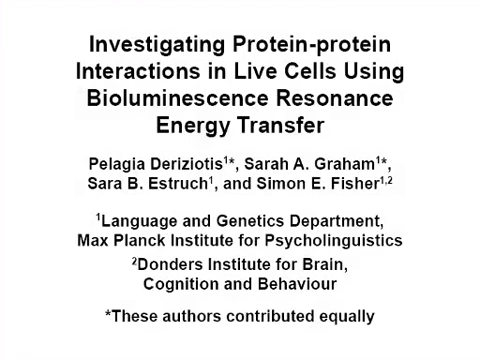 Investigating Protein-protein
Interactions in Live Cells Using
Bioluminescence Resonance
Energy Transfer
Pelagia Deriziotis¹*, Sarah A. Graham¹*,
Sara B. Estruch¹, and Simon E. Fisher¹,²
¹Language and Genetics Department,
Max Planck Institute for Psycholinguistics
²Donders Institute for Brain,
Cognition and Behaviour
*These authors contributed equally